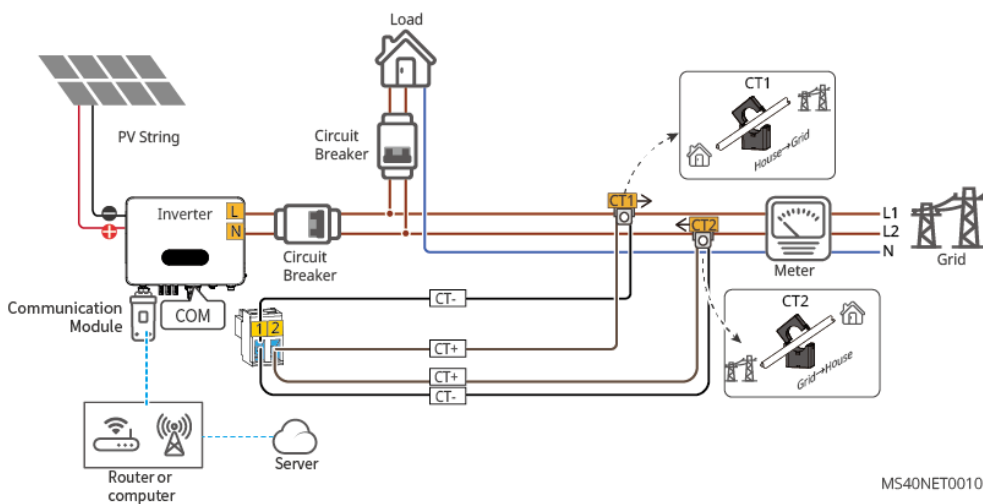 Load
CT1
House→Grid
PV String
Circuit
Breaker
Inverter
L
N
CT1
CT2
L1
L2
N
Circuit
Breaker
Meter
Grid
Communication
Module
COM
CT-
CT2
1 2
CT+
Grid→House
CT+
CT-
Router or
computer
Server
MS40NET0010